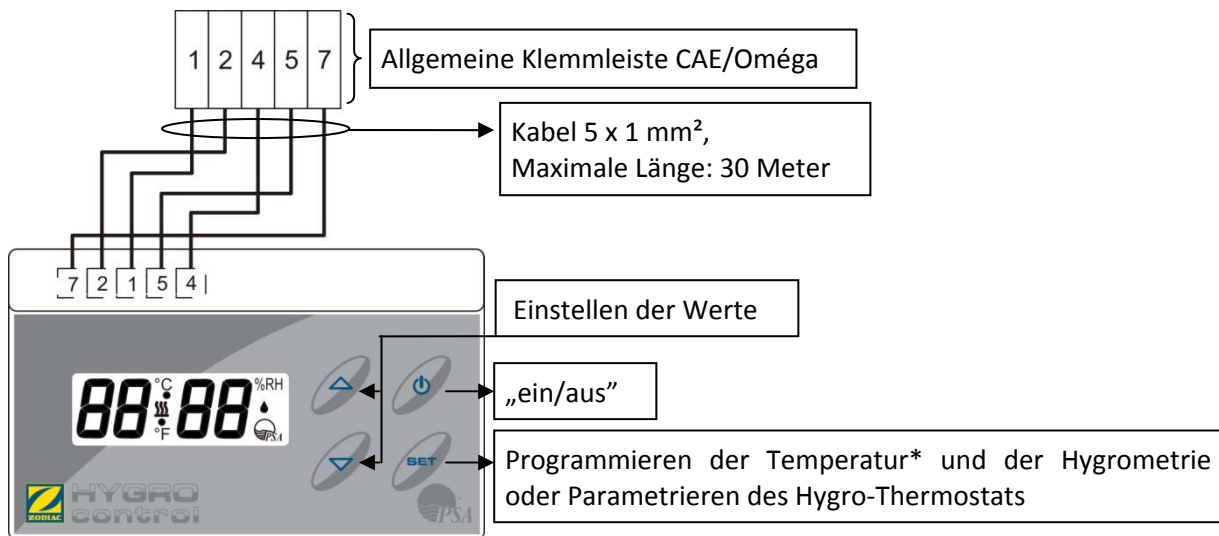 1 2 4 5 7
Allgemeine Klemmleiste CAE/Oméga
Kabel 5 x 1 mm²,
Maximale Länge: 30 Meter
7 2 1 5 4
Einstellen der Werte
88 °C °F 88 %RH
PSA
„ein/aus”
SET
Programmieren der Temperatur* und der Hygrometrie
oder Parametrieren des Hygro-Thermostats
ZODIAC
HYGRO
control
PSA